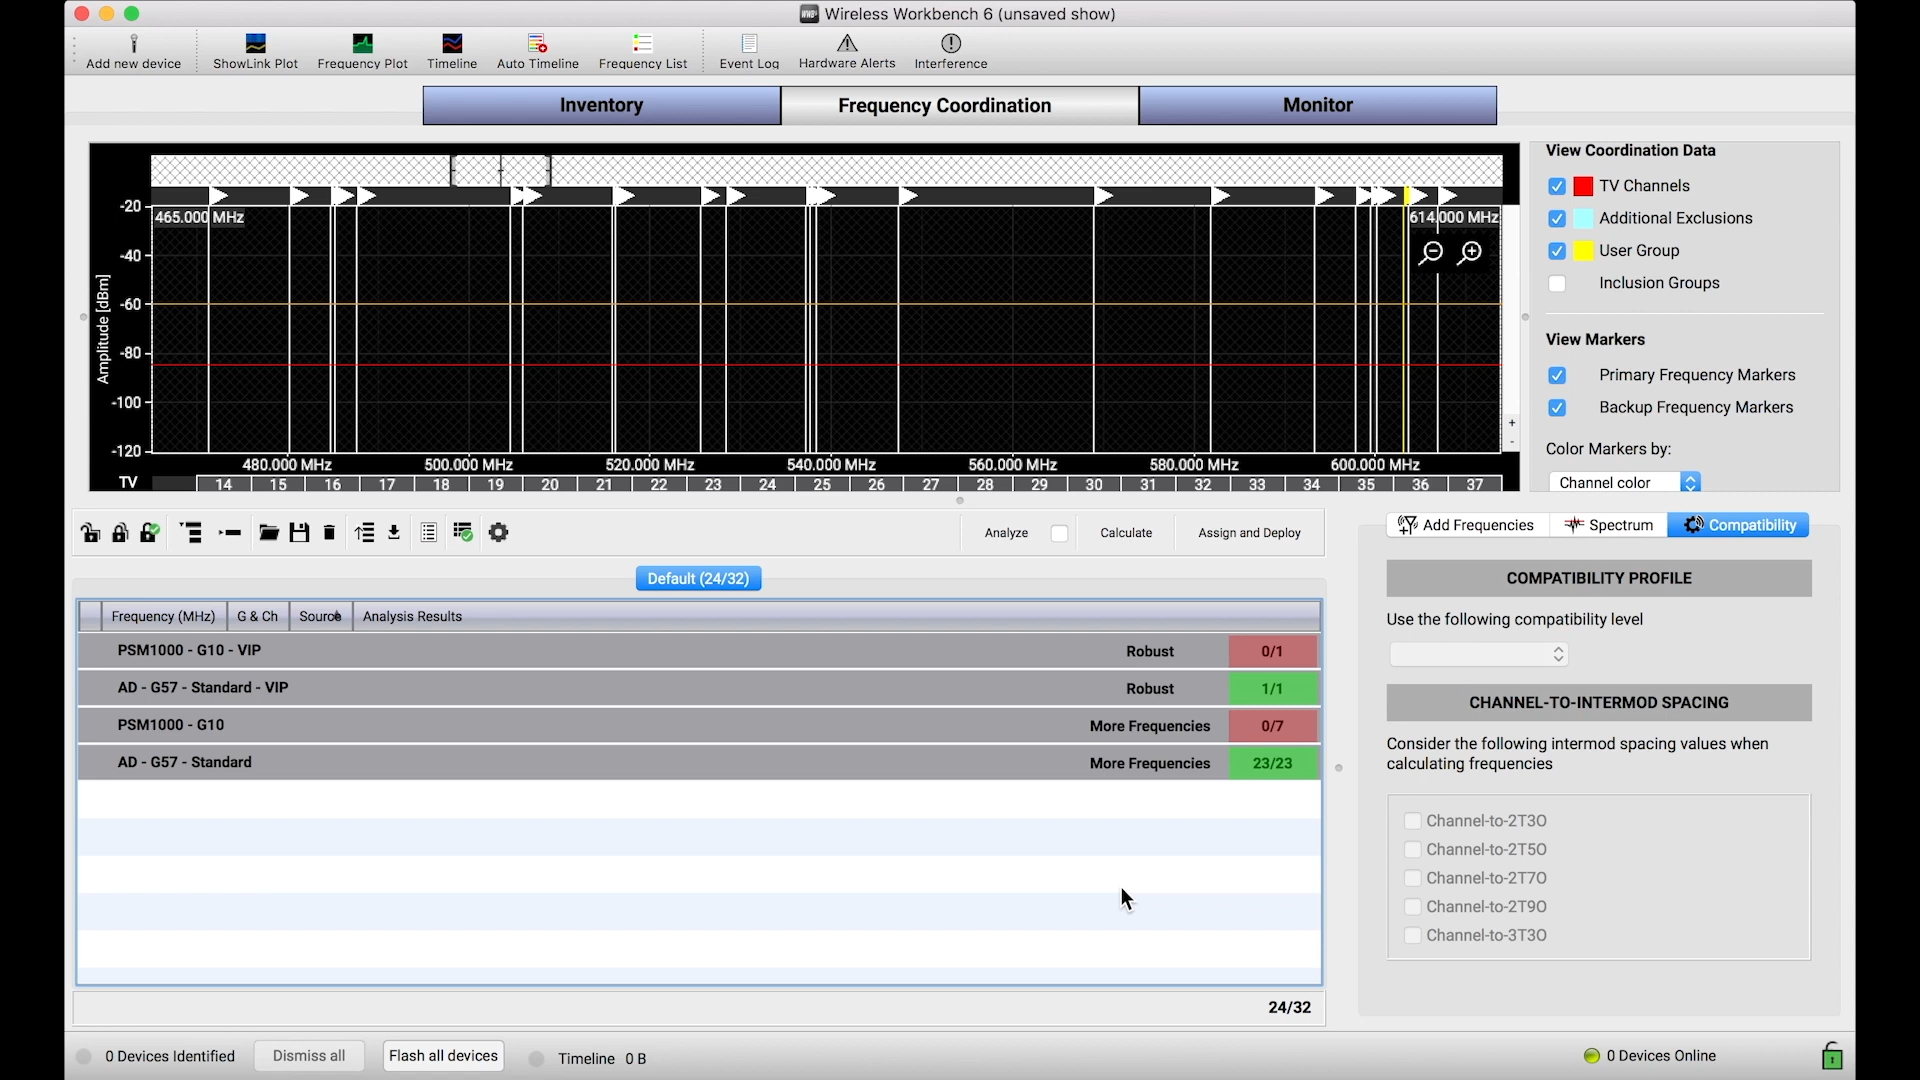 Wireless Workbench 6 (unsaved show)
Add new device ShowLink Plot Frequency Plot Timeline Auto Timeline Frequency List Event Log Hardware Alerts Interference
Inventory Frequency Coordination Monitor
465.000 MHz 614.000 MHz
Amplitude [dBm]
-20
-40
-60
-80
-100
-120
480.000 MHz 500.000 MHz 520.000 MHz 540.000 MHz 560.000 MHz 580.000 MHz 600.000 MHz
TV 14 15 16 17 18 19 20 21 22 23 24 25 26 27 28 29 30 31 32 33 34 35 36 37
+
-
View Coordination Data
TV Channels
Additional Exclusions
User Group
Inclusion Groups
View Markers
Primary Frequency Markers
Backup Frequency Markers
Color Markers by:
Channel color
Analyze Calculate Assign and Deploy
Default (24/32)
Frequency (MHz) G & Ch Source Analysis Results
PSM1000 - G10 - VIP Robust 0/1
AD - G57 - Standard - VIP Robust 1/1
PSM1000 - G10 More Frequencies 0/7
AD - G57 - Standard More Frequencies 23/23
24/32
Add Frequencies Spectrum Compatibility
COMPATIBILITY PROFILE
Use the following compatibility level
CHANNEL-TO-INTERMOD SPACING
Consider the following intermod spacing values when
calculating frequencies
Channel-to-2T3O
Channel-to-2T5O
Channel-to-2T7O
Channel-to-2T9O
Channel-to-3T3O
0 Devices Identified Dismiss all Flash all devices Timeline 0 B 0 Devices Online